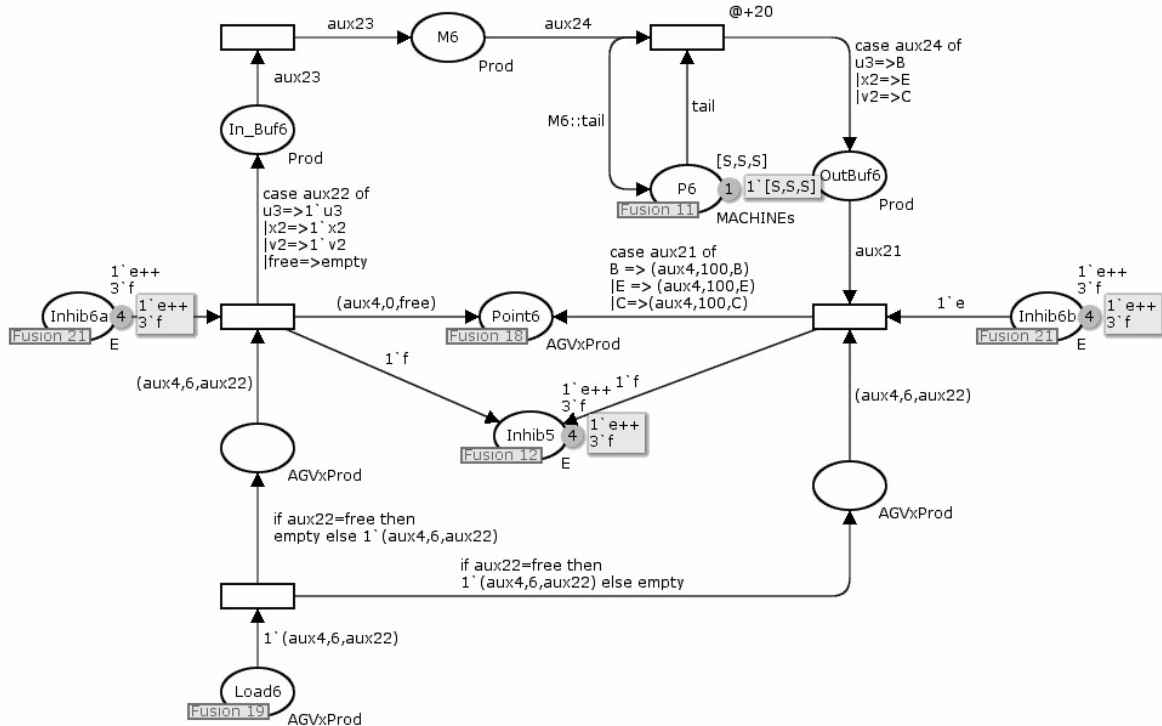 @+20
aux23
aux24
M6
Prod
case aux24 of
u3=>B
|x2=>E
|v2=>C
aux23
tail
M6::tail
In_Buf6
Prod
[S,S,S]
P6
1
1`[S,S,S]
OutBuf6
Fusion 11
MACHINEs
Prod
case aux22 of
u3=>1`u3
|x2=>1`x2
|v2=>1`v2
|free=>empty
case aux21 of
B => (aux4,100,B)
|E => (aux4,100,E)
|C=>(aux4,100,C)
aux21
1`e++
3`f
Inhib6a
4
1`e++
3`f
Fusion 21
E
(aux4,0,free)
Point6
Fusion 18
AGVxProd
1`e
1`e++
3`f
Inhib6b
4
1`e++
3`f
Fusion 21
E
1`f
1`f
(aux4,6,aux22)
(aux4,6,aux22)
1`e++
3`f
Inhib5
4
1`e++
3`f
Fusion 12
E
AGVxProd
AGVxProd
if aux22=free then
empty else 1`(aux4,6,aux22)
if aux22=free then
1`(aux4,6,aux22) else empty
1`(aux4,6,aux22)
Load6
Fusion 19
AGVxProd